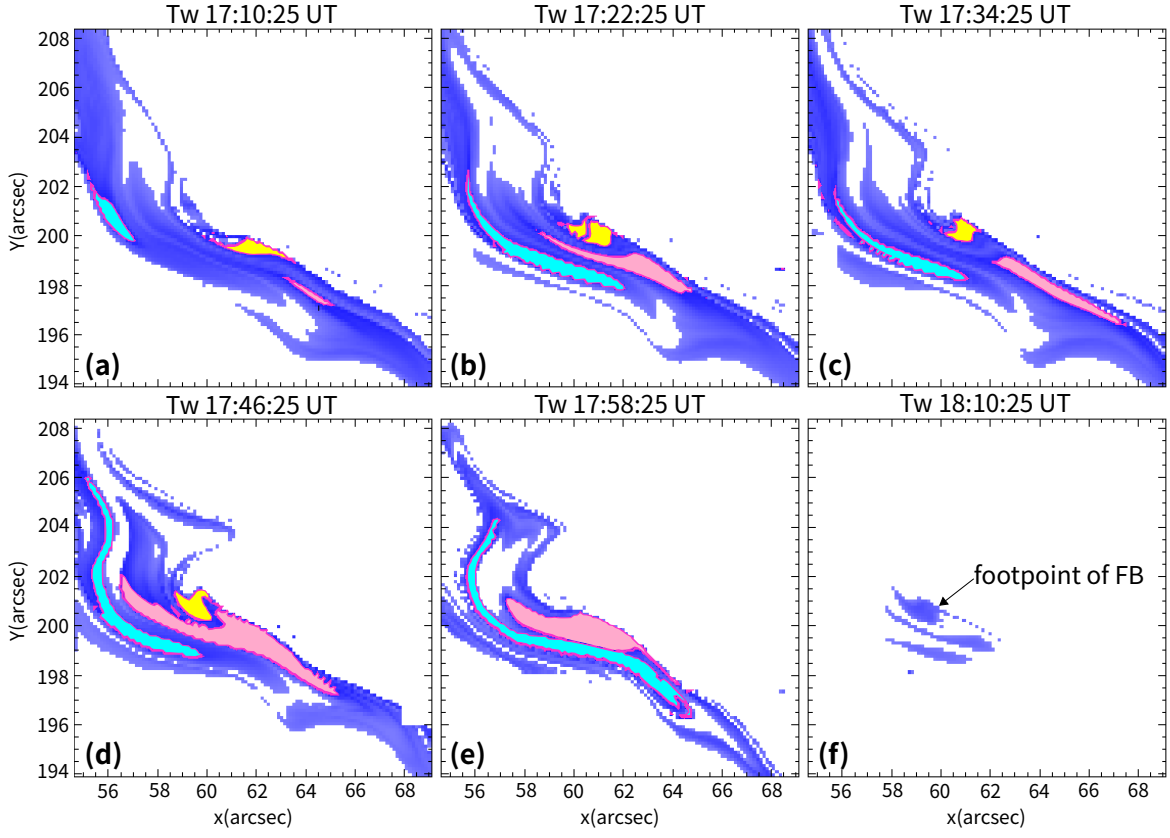 Tw 17:10:25 UT
Tw 17:22:25 UT
Tw 17:34:25 UT
208
206
204
202
200
198
196
194
Y(arcsec)
(a)
(b)
(c)
Tw 17:46:25 UT
Tw 17:58:25 UT
Tw 18:10:25 UT
208
206
204
202
200
198
196
194
Y(arcsec)
footpoint of FB
(d)
(e)
(f)
56 58 60 62 64 66 68
56 58 60 62 64 66 68
56 58 60 62 64 66 68
x(arcsec)
x(arcsec)
x(arcsec)